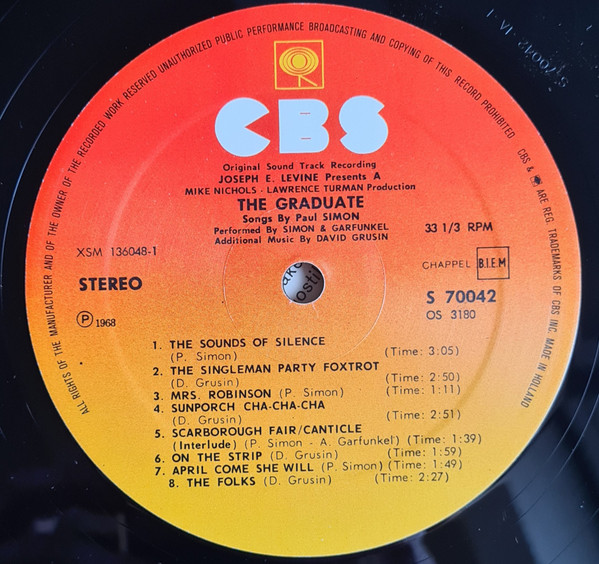 ALL RIGHTS OF THE MANUFACTURER AND OF THE OWNER OF THE RECORDED WORK RESERVED UNAUTHORIZED PUBLIC PERFORMANCE BROADCASTING AND COPYING OF THIS RECORD PROHIBITED
CBS & ARE REG. TRADEMARKS OF CBS INC. MADE IN HOLLAND
CBS
Original Sound Track Recording
JOSEPH E. LEVINE Presents A
MIKE NICHOLS - LAWRENCE TURMAN Production
THE GRADUATE
Songs By Paul SIMON
Performed By SIMON & GARFUNKEL
Additional Music By DAVID GRUSIN
33 1/3 RPM
XSM 136048-1
CHAPPEL B.I.E.M
STEREO
S 70042
OS 3180
℗ 1968
1. THE SOUNDS OF SILENCE
(P. Simon) (Time: 3:05)
2. THE SINGLEMAN PARTY FOXTROT
(D. Grusin) (Time: 2:50)
3. MRS. ROBINSON (P. Simon) (Time: 1:11)
4. SUNPORCH CHA-CHA-CHA
(D. Grusin) (Time: 2:51)
5. SCARBOROUGH FAIR/CANTICLE
(Interlude) (P. Simon - A. Garfunkel) (Time: 1:39)
6. ON THE STRIP (D. Grusin) (Time: 1:59)
7. APRIL COME SHE WILL (P. Simon) (Time: 1:49)
8. THE FOLKS (D. Grusin) (Time: 2:27)